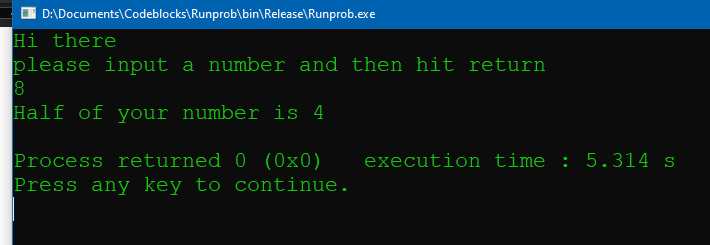 D:\Documents\Codeblocks\Runprob\bin\Release\Runprob.exe
Hi there
please input a number and then hit return
8
Half of your number is 4
Process returned 0 (0x0)   execution time : 5.314 s
Press any key to continue.